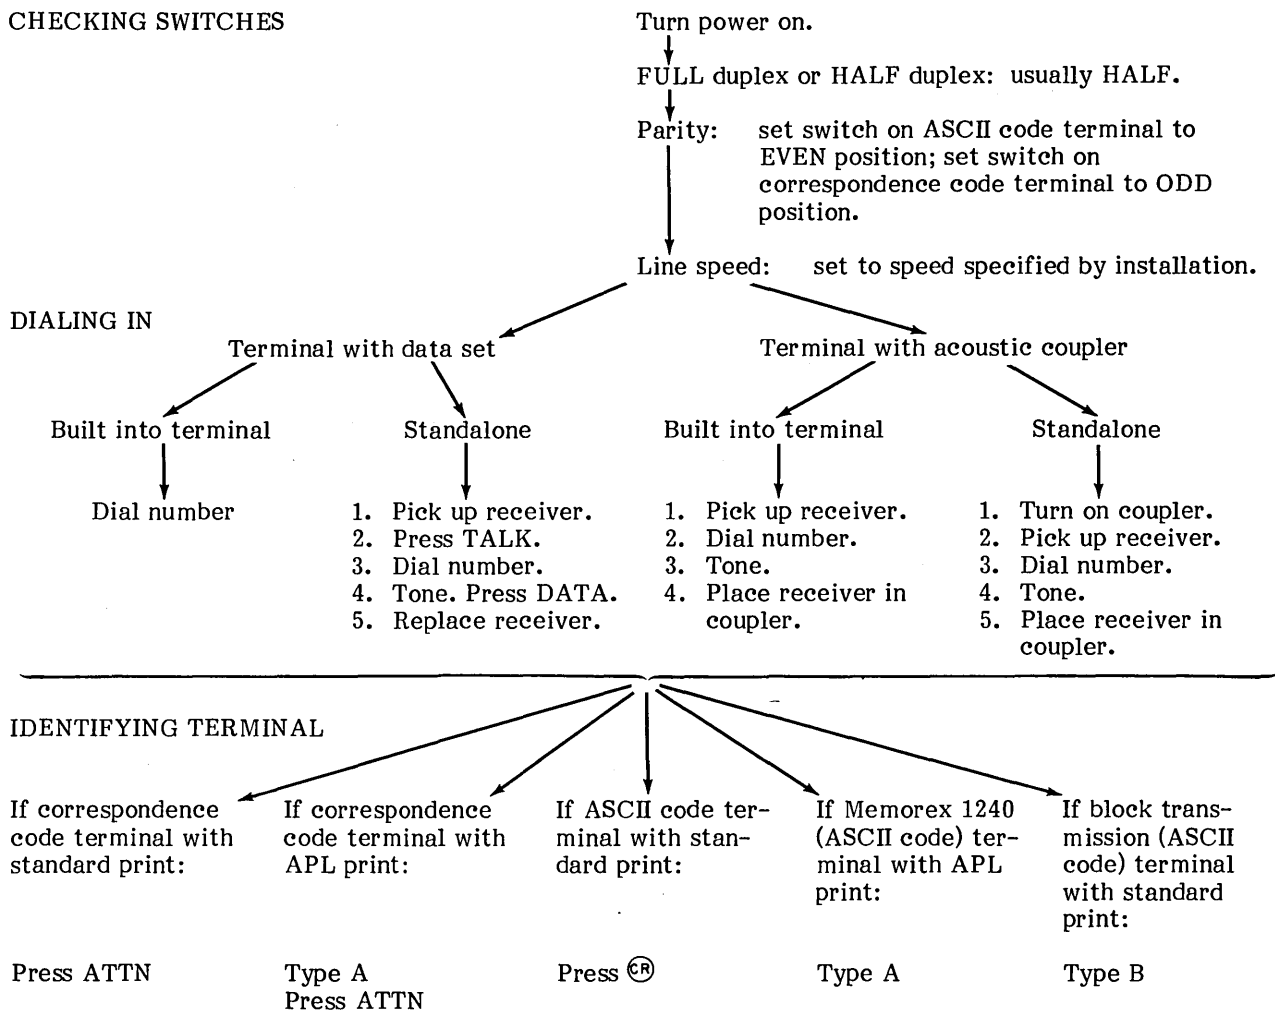 CHECKING SWITCHES
Turn power on.
FULL duplex or HALF duplex: usually HALF.
Parity: set switch on ASCII code terminal to
EVEN position; set switch on
correspondence code terminal to ODD
position.
Line speed: set to speed specified by installation.
DIALING IN
Terminal with data set
Terminal with acoustic coupler
Built into terminal
Standalone
Built into terminal
Standalone
Dial number
1. Pick up receiver.
2. Press TALK.
3. Dial number.
4. Tone. Press DATA.
5. Replace receiver.
1. Pick up receiver.
2. Dial number.
3. Tone.
4. Place receiver in
coupler.
1. Turn on coupler.
2. Pick up receiver.
3. Dial number.
4. Tone.
5. Place receiver in
coupler.
IDENTIFYING TERMINAL
If correspondence
code terminal with
standard print:
Press ATTN
If correspondence
code terminal with
APL print:
Type A
Press ATTN
If ASCII code ter-
minal with stan-
dard print:
Press CR
If Memorex 1240
(ASCII code) ter-
minal with APL
print:
Type A
If block trans-
mission (ASCII
code) terminal
with standard
print:
Type B